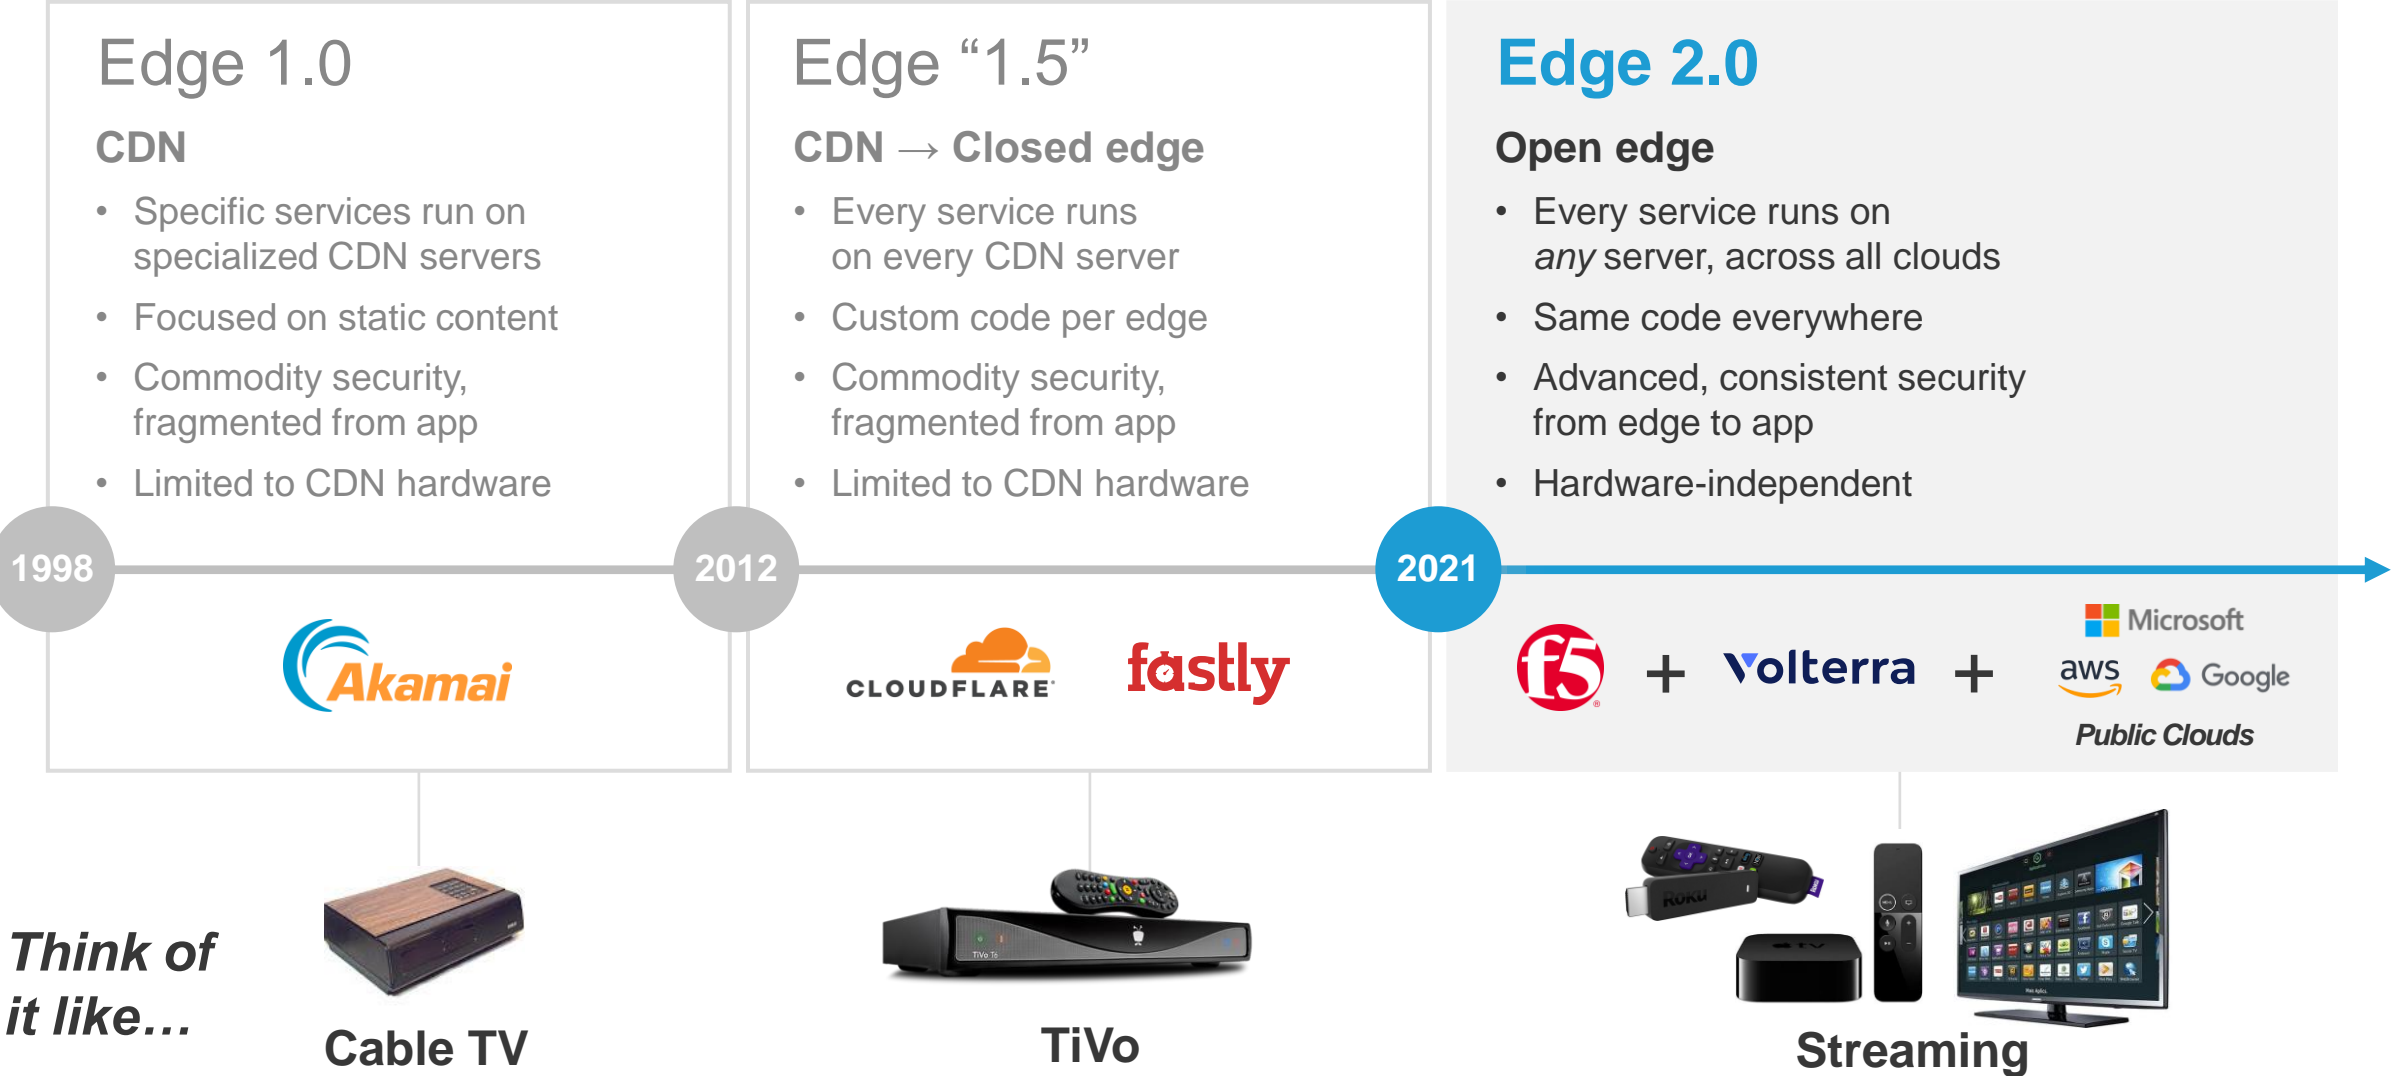 Edge 1.0
CDN
• Specific services run on
specialized CDN servers
• Focused on static content
• Commodity security,
fragmented from app
• Limited to CDN hardware
Edge “1.5”
CDN → Closed edge
• Every service runs
on every CDN server
• Custom code per edge
• Commodity security,
fragmented from app
• Limited to CDN hardware
Edge 2.0
Open edge
• Every service runs on
any server, across all clouds
• Same code everywhere
• Advanced, consistent security
from edge to app
• Hardware-independent
1998
2012
2021
Akamai
CLOUDFLARE
fastly
f5
®
+
Volterra
+
Microsoft
aws
Google
Public Clouds
Think of
it like…
Cable TV
TiVo
TiVo
Roku
Roku
tv
Streaming